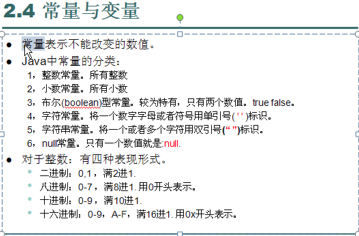 2.4 常量与变量
● 常量表示不能改变的数值。
● Java中常量的分类：
1，整数常量。所有整数
2，小数常量。所有小数
3，布尔(boolean)型常量。较为特有，只有两个数值。true false。
4，字符常量。将一个数字字母或者符号用单引号( ' ' )标识。
5，字符串常量。将一个或者多个字符用双引号(“ ”)标识。
6，null常量。只有一个数值就是:null.
● 对于整数：有四种表现形式。
● 二进制：0,1 ，满2进1.
● 八进制：0-7 ，满8进1. 用0开头表示。
● 十进制：0-9 ，满10进1.
● 十六进制：0-9，A-F，满16进1. 用0x开头表示。